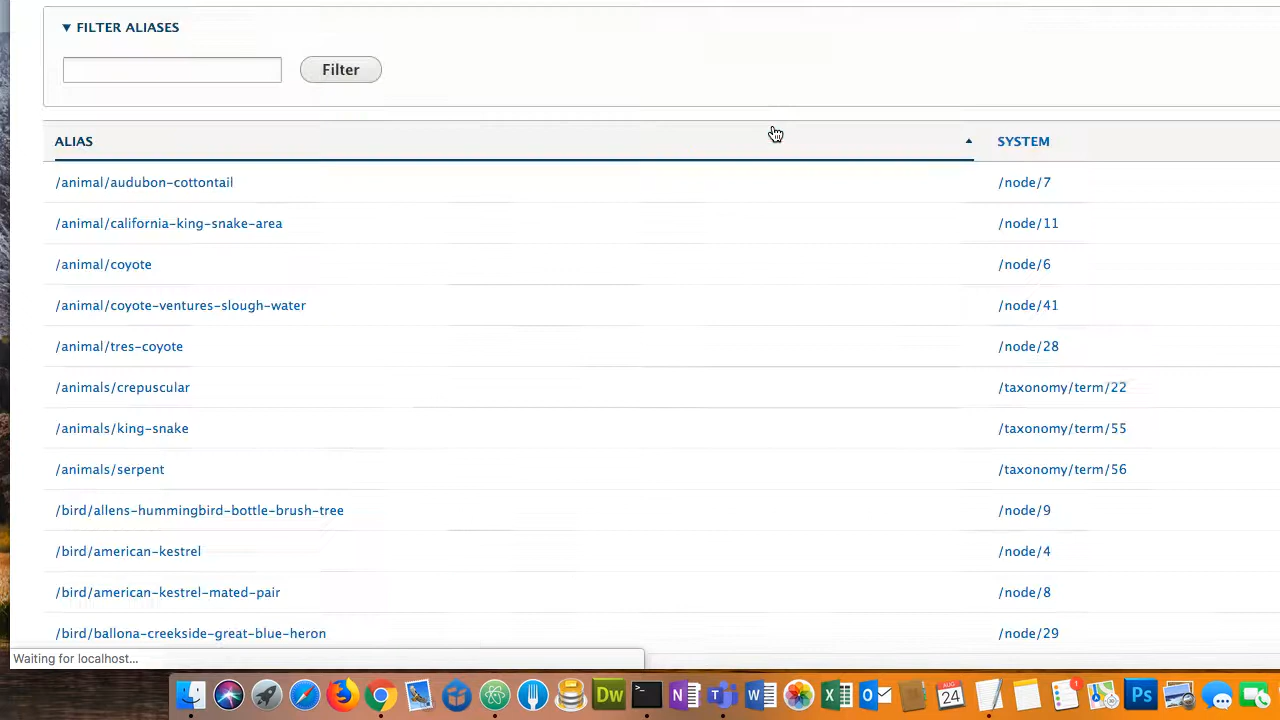 ▼ FILTER ALIASES
Filter
ALIAS ▲ SYSTEM
/animal/audubon-cottontail /node/7
/animal/california-king-snake-area /node/11
/animal/coyote /node/6
/animal/coyote-ventures-slough-water /node/41
/animal/tres-coyote /node/28
/animals/crepuscular /taxonomy/term/22
/animals/king-snake /taxonomy/term/55
/animals/serpent /taxonomy/term/56
/bird/allens-hummingbird-bottle-brush-tree /node/9
/bird/american-kestrel /node/4
/bird/american-kestrel-mated-pair /node/8
/bird/ballona-creekside-great-blue-heron /node/29
Waiting for localhost...
Dw N T W X O AUG 24 1 Ps